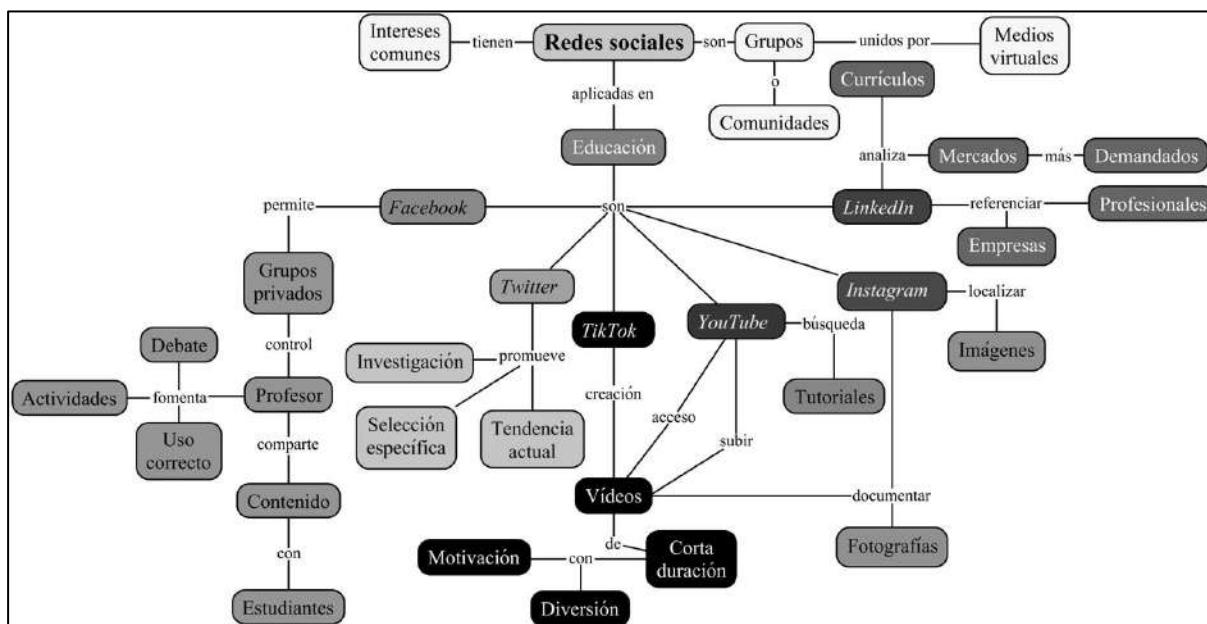 Intereses
comunes
tienen
Redes sociales
son
Grupos
unidos por
Medios
virtuales
o
Comunidades
aplicadas en
Educación
son
Currículos
analiza
Mercados
más
Demandados
LinkedIn
referenciar
Profesionales
Empresas
permite
Facebook
Grupos
privados
control
Profesor
fomenta
Debate
Actividades
Uso
correcto
comparte
Contenido
con
Estudiantes
Twitter
promueve
Investigación
Selección
específica
Tendencia
actual
TikTok
creación
YouTube
búsqueda
Tutoriales
acceso
subir
Instagram
localizar
Imágenes
documentar
Fotografías
Vídeos
de
Corta
duración
con
Motivación
Diversión